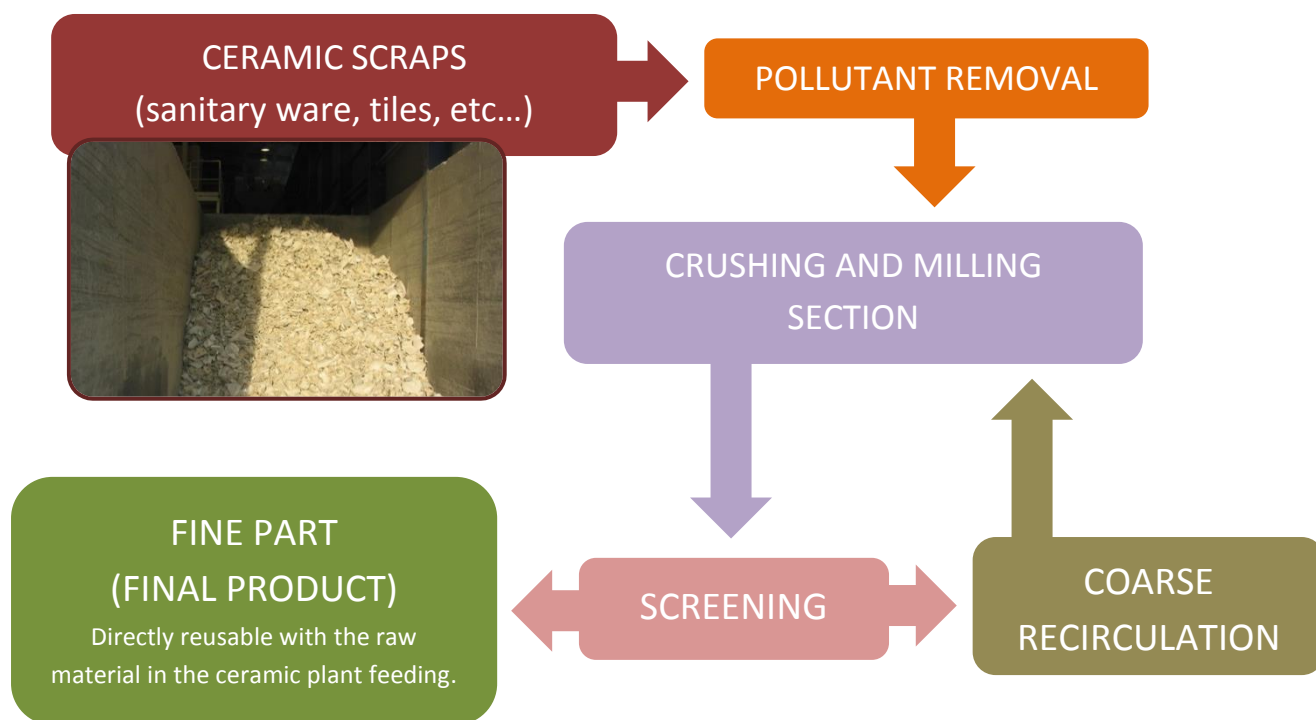 CERAMIC SCRAPS
(sanitary ware, tiles, etc…)
POLLUTANT REMOVAL
CRUSHING AND MILLING
SECTION
FINE PART
(FINAL PRODUCT)
Directly reusable with the raw
material in the ceramic plant feeding.
SCREENING
COARSE
RECIRCULATION